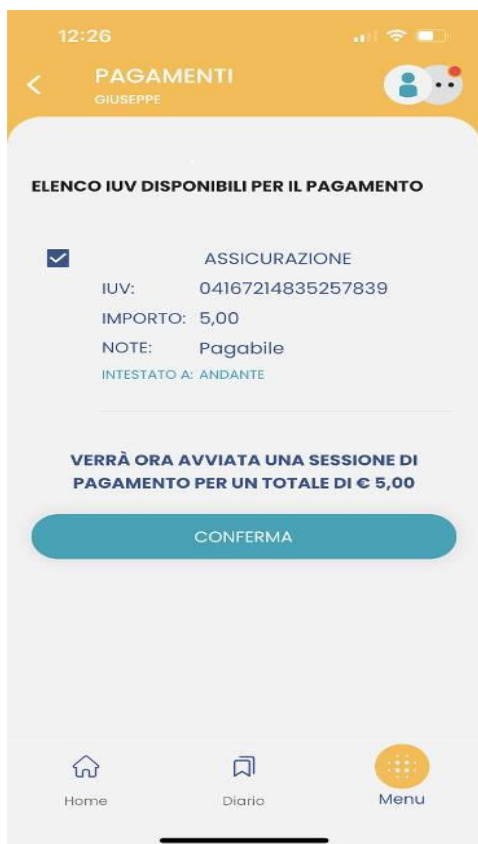 12:26
PAGAMENTI
GIUSEPPE
ELENCO IUV DISPONIBILI PER IL PAGAMENTO
ASSICURAZIONE
IUV: 04167214835257839
IMPORTO: 5,00
NOTE: Pagabile
INTESTATO A: ANDANTE
VERRÀ ORA AVVIATA UNA SESSIONE DI
PAGAMENTO PER UN TOTALE DI € 5,00
CONFERMA
Home Diario Menu